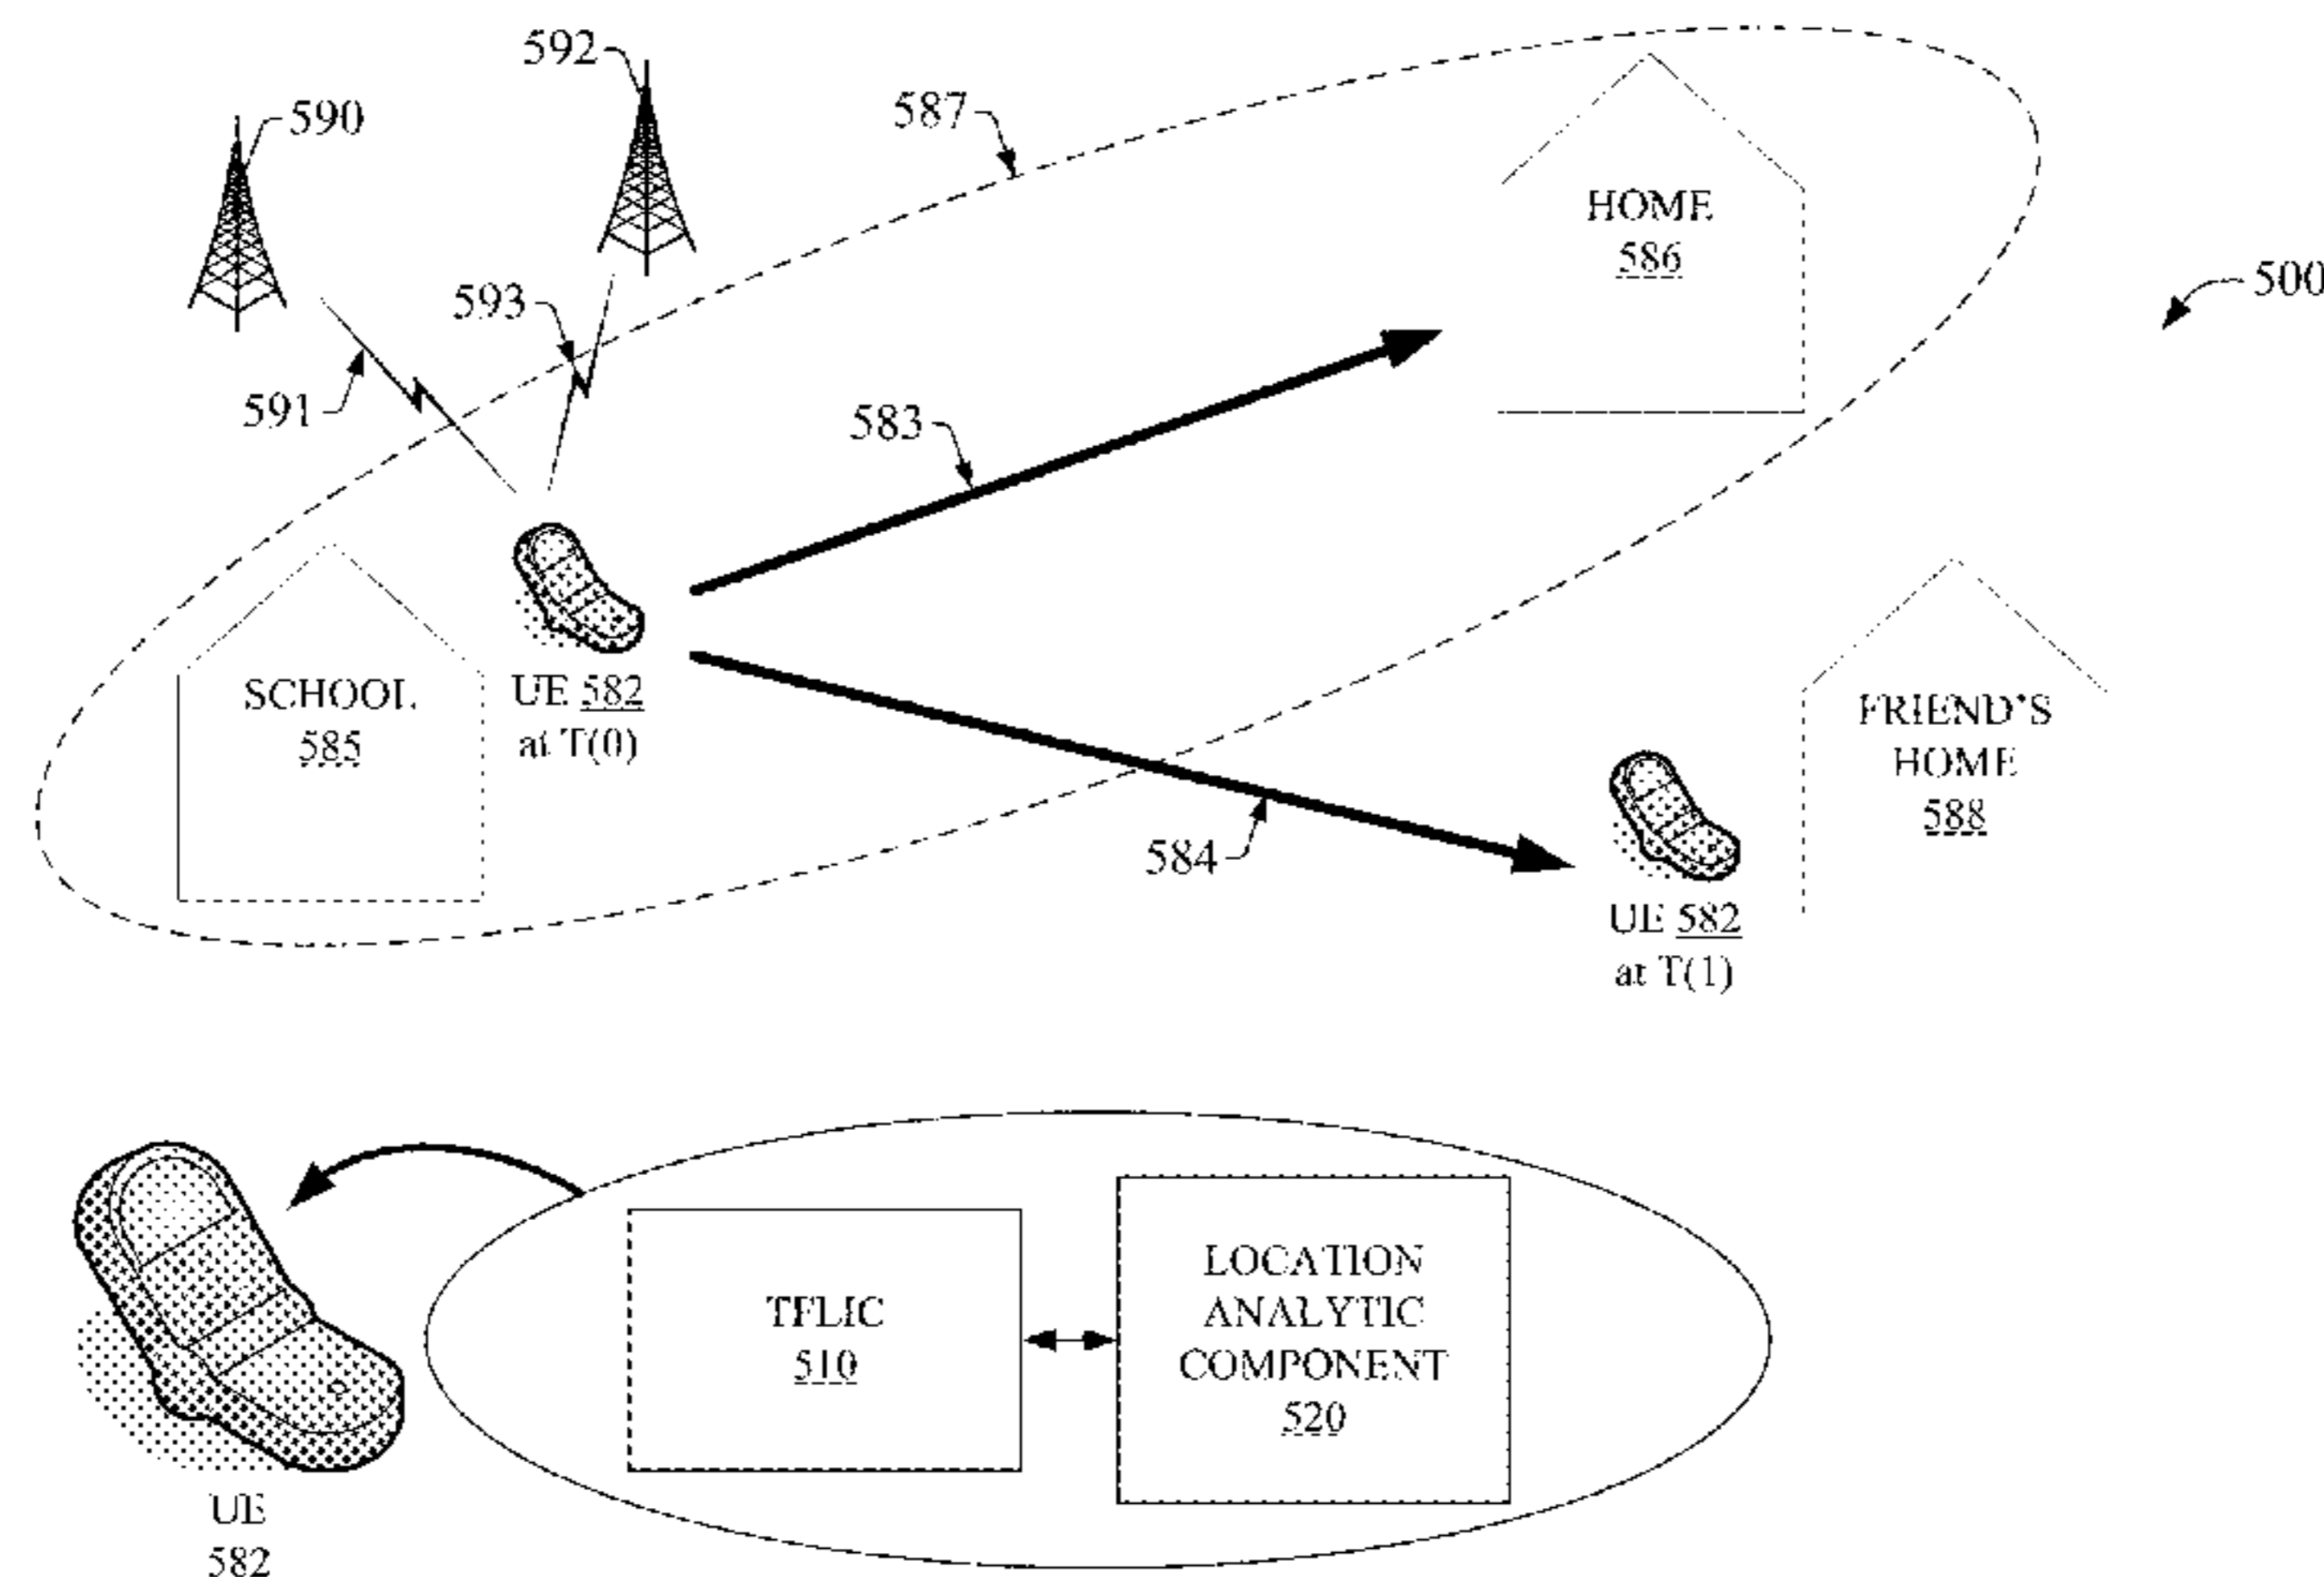 592
590
587
HOME
586
500
593
591
583
SCHOOL
585
UE 582
at T(0)
FRIEND'S
HOME
588
584
UE 582
at T(1)
TFLIC
510
LOCATION
ANALYTIC
COMPONENT
520
UE
582